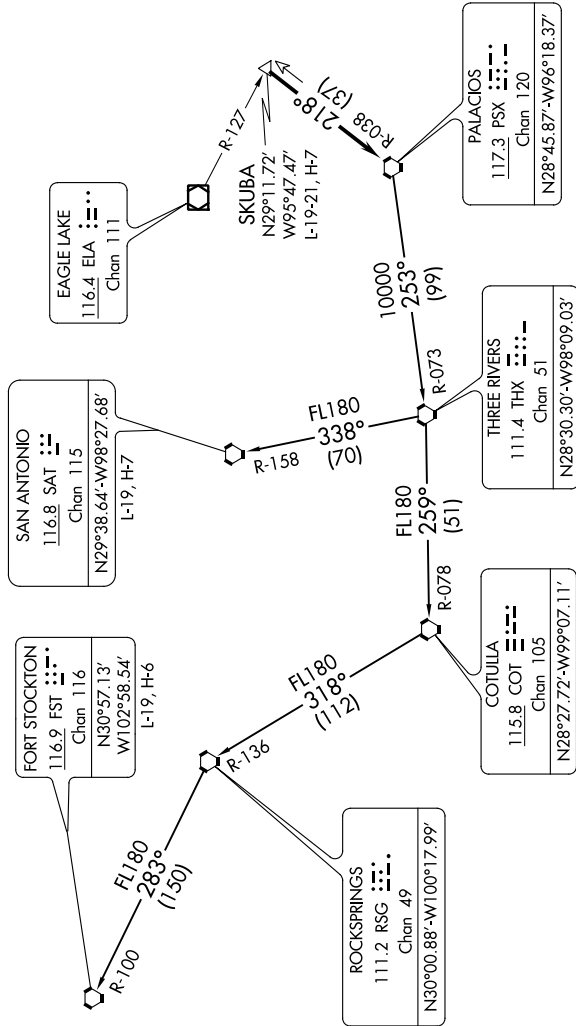 FORT STOCKTON
116.9 FST
Chan 116
N30°57.13′
W102°58.54′
L-19, H-6
SAN ANTONIO
116.8 SAT
Chan 115
N29°38.64′-W98°27.68′
L-19, H-7
EAGLE LAKE
116.4 ELA
Chan 111
R-127
SKUBA
N29°11.72′
W95°47.47′
L-19-21, H-7
218°
(37)
R-038
PALACIOS
117.3 PSX
Chan 120
N28°45.87′-W96°18.37′
10000
253°
(99)
R-073
THREE RIVERS
111.4 THX
Chan 51
N28°30.30′-W98°09.03′
FL180
338°
(70)
R-158
FL180
259°
(51)
R-078
COTULLA
115.8 COT
Chan 105
N28°27.72′-W99°07.11′
FL180
318°
(112)
R-136
ROCKSPRINGS
111.2 RSG
Chan 49
N30°00.88′-W100°17.99′
FL180
283°
(150)
R-100